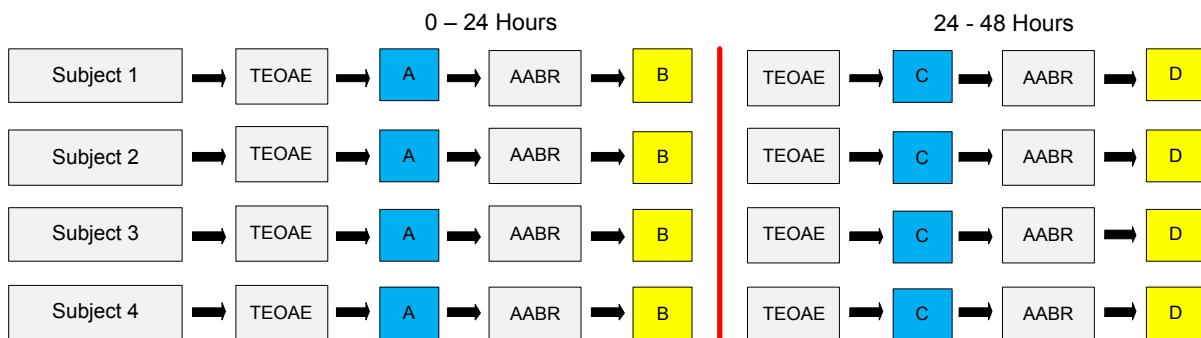 0 – 24 Hours 24 - 48 Hours
Subject 1 TEOAE A AABR B TEOAE C AABR D
Subject 2 TEOAE A AABR B TEOAE C AABR D
Subject 3 TEOAE A AABR B TEOAE C AABR D
Subject 4 TEOAE A AABR B TEOAE C AABR D